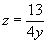 z = 13/4y